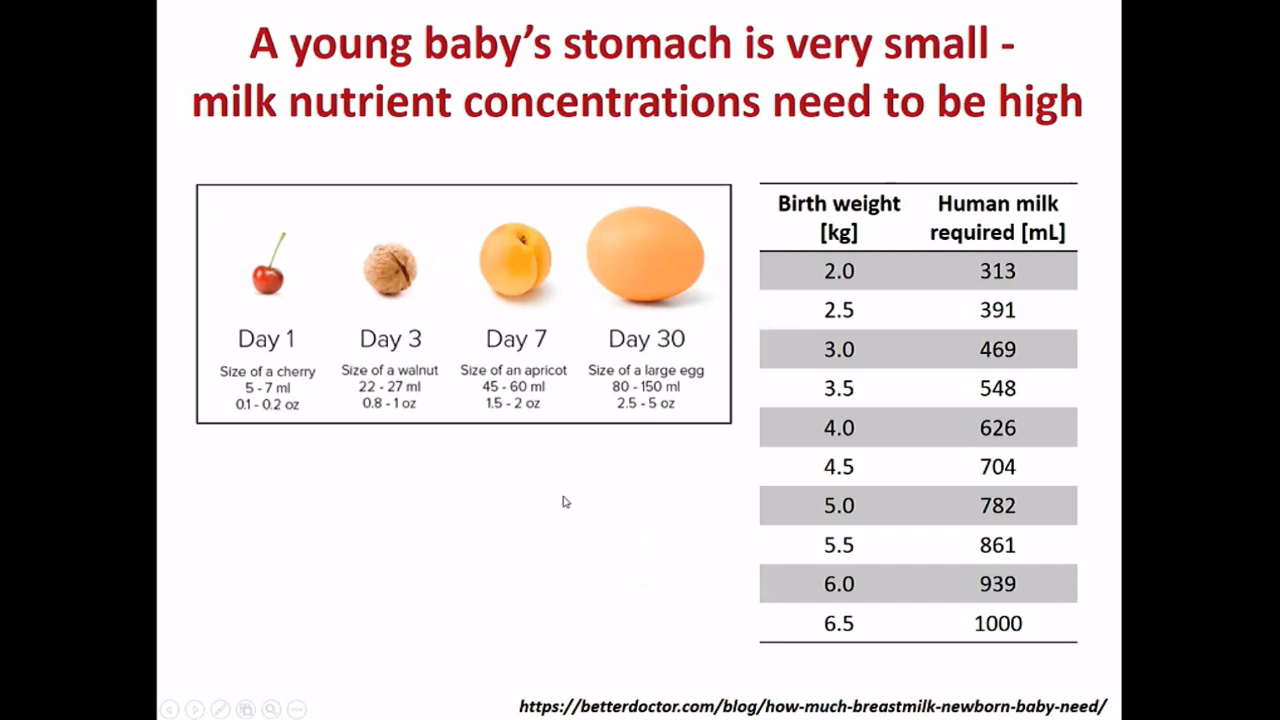 A young baby's stomach is very small -
milk nutrient concentrations need to be high
Day 1
Size of a cherry
5 - 7 ml
0.1 - 0.2 oz
Day 3
Size of a walnut
22 - 27 ml
0.8 - 1 oz
Day 7
Size of an apricot
45 - 60 ml
1.5 - 2 oz
Day 30
Size of a large egg
80 - 150 ml
2.5 - 5 oz
Birth weight [kg] Human milk required [mL]
2.0 313
2.5 391
3.0 469
3.5 548
4.0 626
4.5 704
5.0 782
5.5 861
6.0 939
6.5 1000
https://betterdoctor.com/blog/how-much-breastmilk-newborn-baby-need/